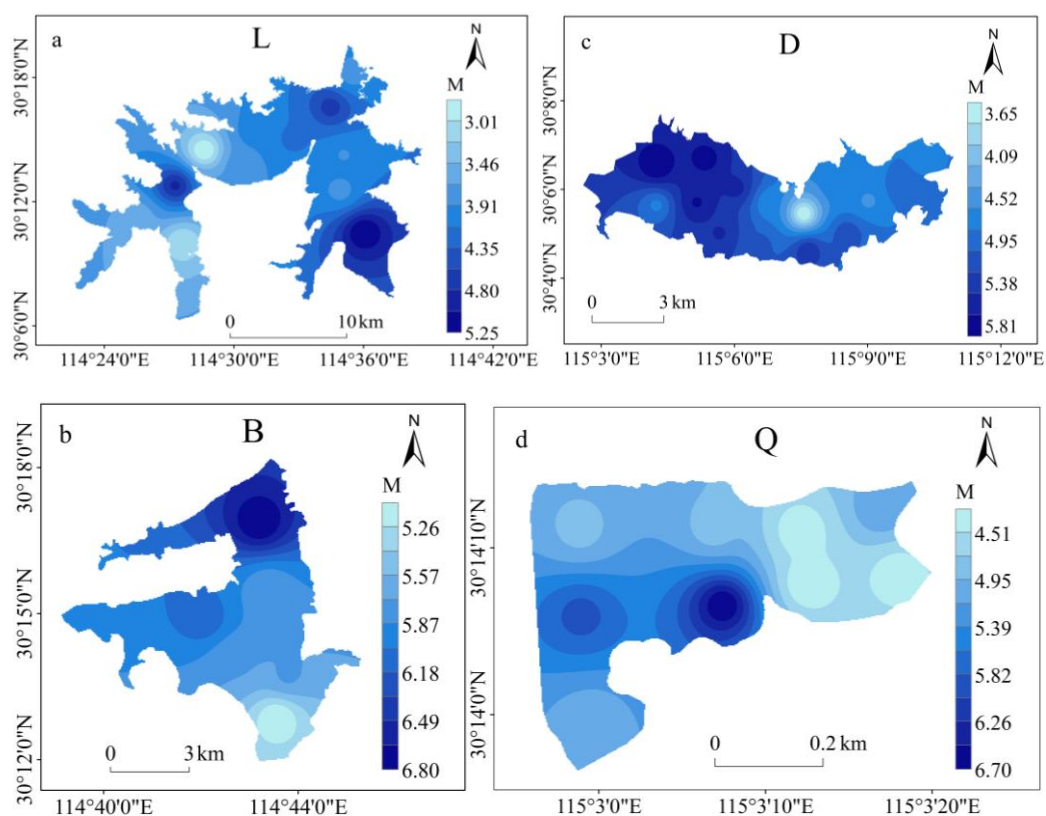 a
L
N
M
3.01
3.46
3.91
4.35
4.80
5.25
30°18'0"N
30°12'0"N
30°6'0"N
0 10 km
114°24'0"E 114°30'0"E 114°36'0"E 114°42'0"E
c
D
N
M
3.65
4.09
4.52
4.95
5.38
5.81
30°8'0"N
30°6'0"N
30°4'0"N
0 3 km
115°3'0"E 115°6'0"E 115°9'0"E 115°12'0"E
b
B
N
M
5.26
5.57
5.87
6.18
6.49
6.80
30°18'0"N
30°15'0"N
30°12'0"N
0 3 km
114°40'0"E 114°44'0"E
d
Q
N
M
4.51
4.95
5.39
5.82
6.26
6.70
30°14'10"N
30°14'0"N
0 0.2 km
115°3'0"E 115°3'10"E 115°3'20"E